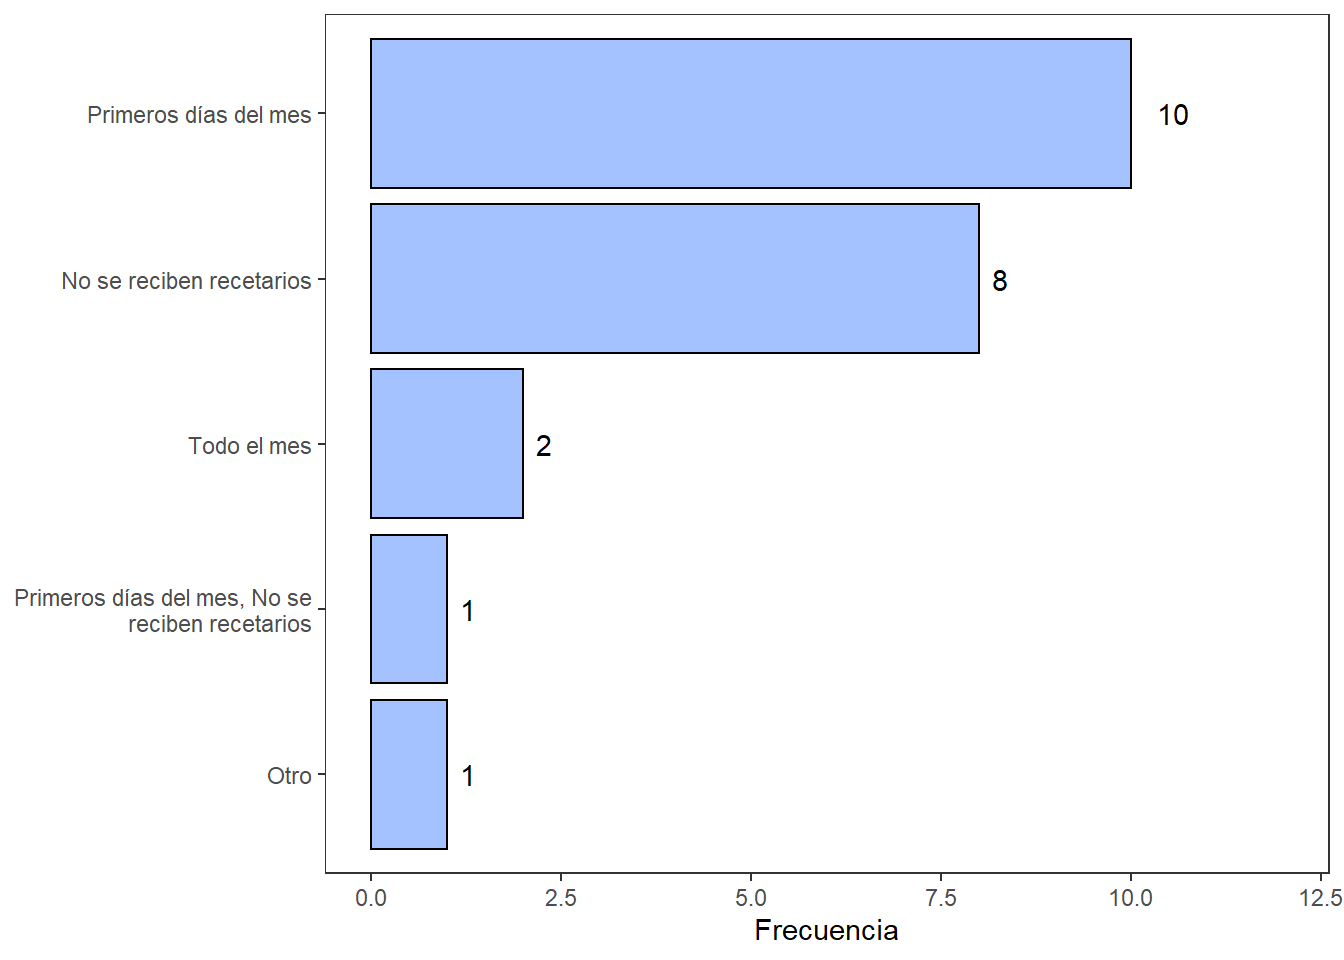 Primeros días del mes
10
No se reciben recetarios
8
Todo el mes
2
Primeros días del mes, No se
reciben recetarios
1
Otro
1
0.0 2.5 5.0 7.5 10.0 12.5
Frecuencia